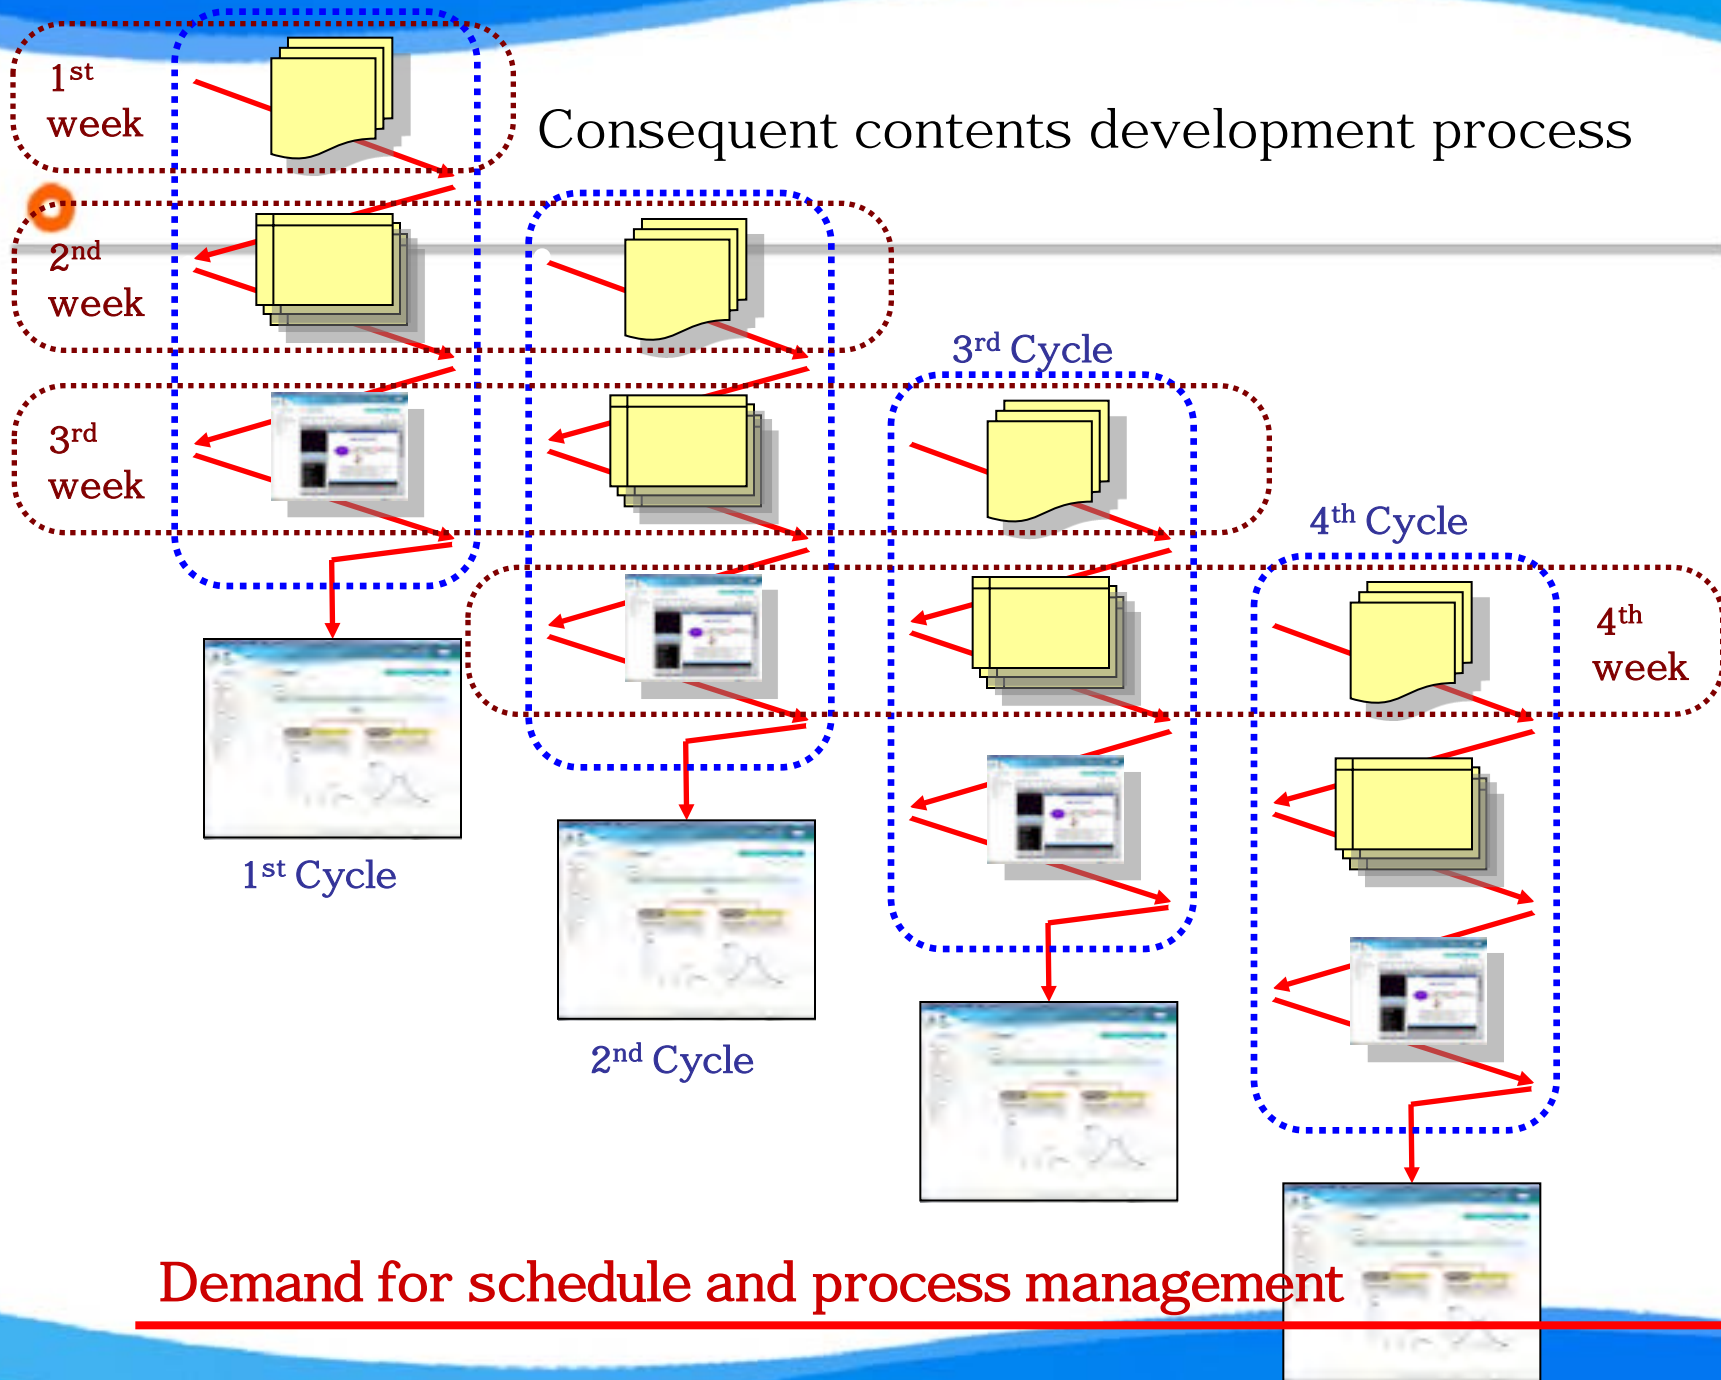 1st
week
Consequent contents development process
2nd
week
3rd Cycle
3rd
week
4th Cycle
4th
week
1st Cycle
2nd Cycle
Demand for schedule and process management